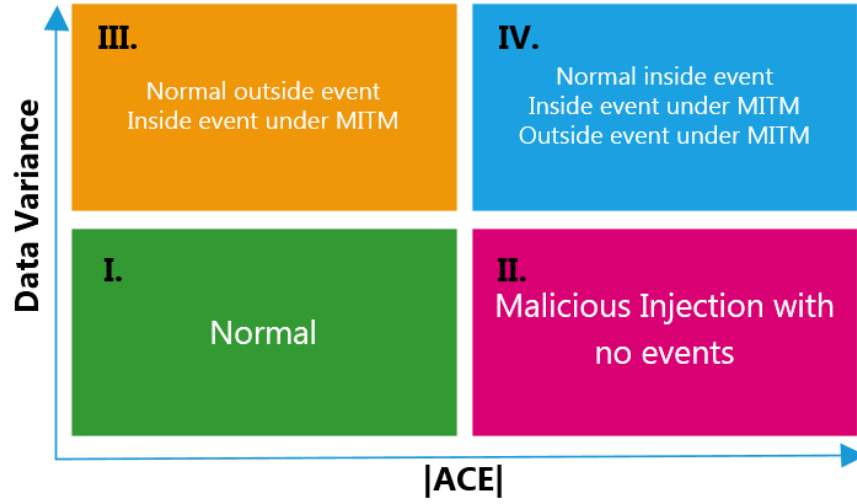 III.
Normal outside event
Inside event under MITM
IV.
Normal inside event
Inside event under MITM
Outside event under MITM
Data Variance
I.
Normal
II.
Malicious Injection with
no events
|ACE|